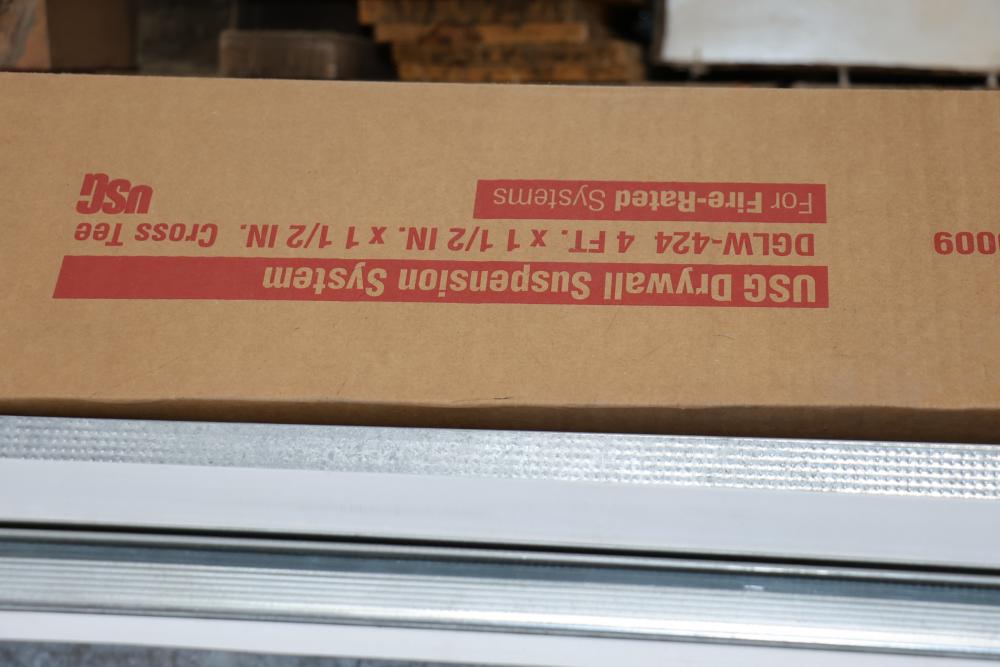 USG Drywall Suspension System
DGLW-424 4 FT. x 1 1/2 IN. x 1 1/2 IN. Cross Tee
For Fire-Rated Systems
USG